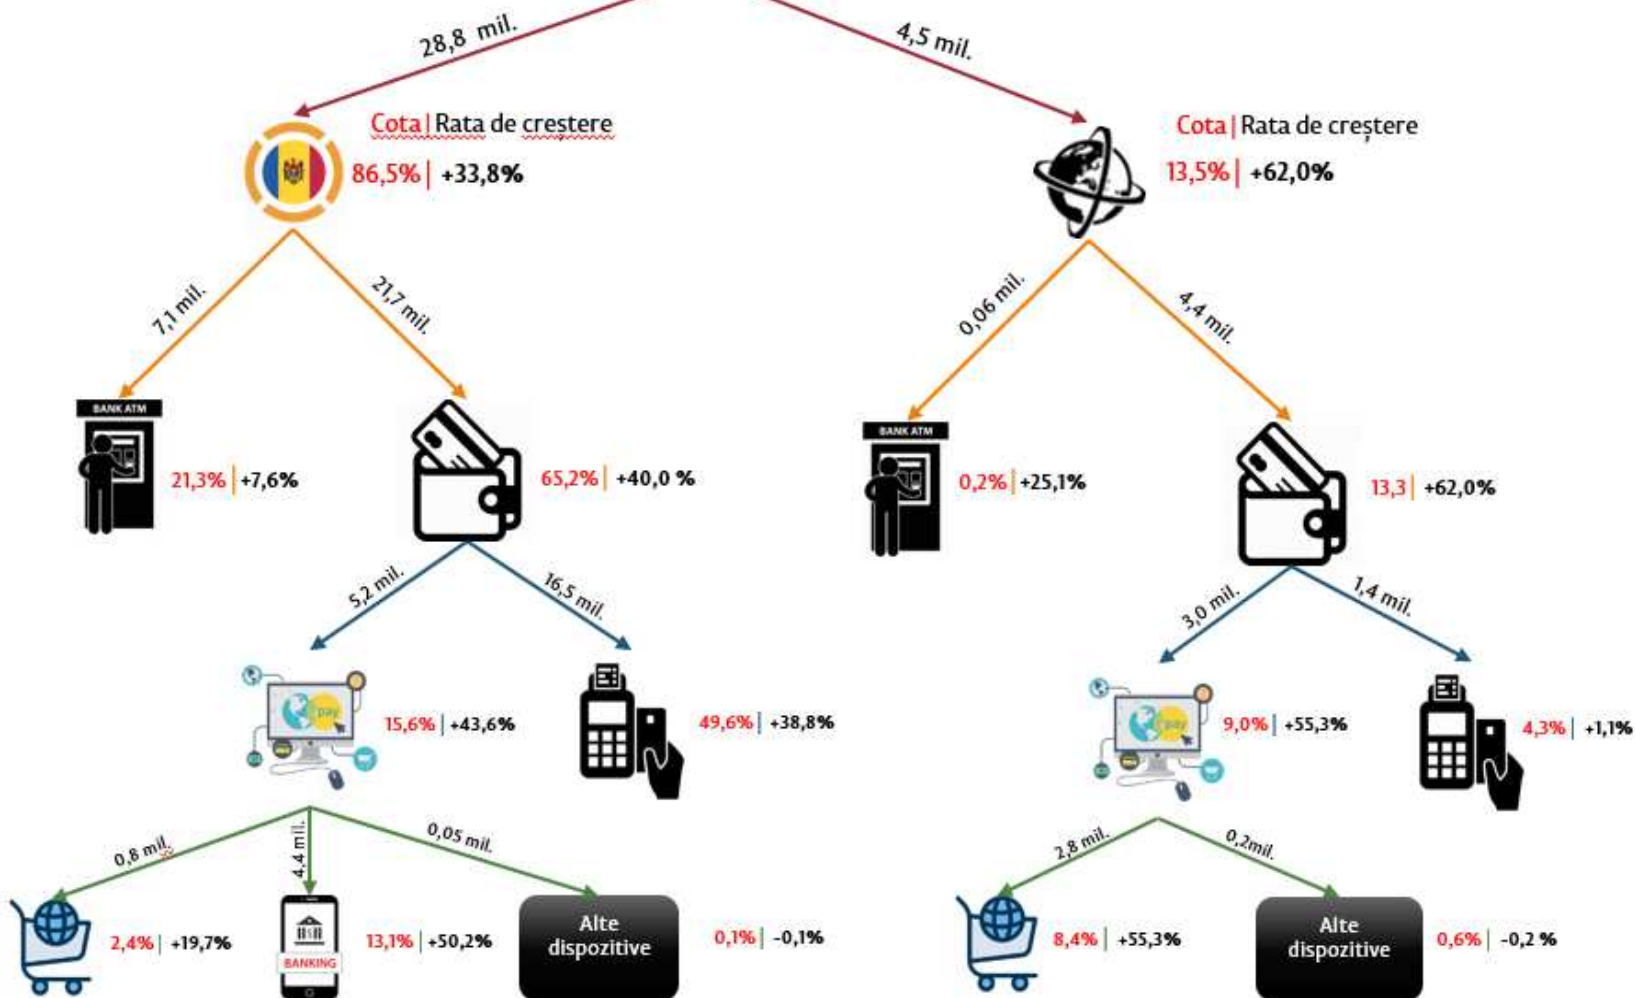 28,8 mil.
4,5 mil.
Cota | Rata de creștere
86,5% | +33,8%
Cota | Rata de creștere
13,5% | +62,0%
7,1 mil.
21,7 mil.
0,06 mil.
4,4 mil.
BANK ATM
21,3% | +7,6%
65,2% | +40,0 %
BANK ATM
0,2% | +25,1%
13,3 | +62,0%
5,2 mil.
16,5 mil.
3,0 mil.
1,4 mil.
pay
15,6% | +43,6%
49,6% | +38,8%
pay
9,0% | +55,3%
4,3% | +1,1%
0,8 mil.
4,4 mil.
0,05 mil.
2,8 mil.
0,2mil.
2,4% | +19,7%
BANKING
13,1% | +50,2%
Alte
dispozitive
0,1% | -0,1%
8,4% | +55,3%
Alte
dispozitive
0,6% | -0,2 %